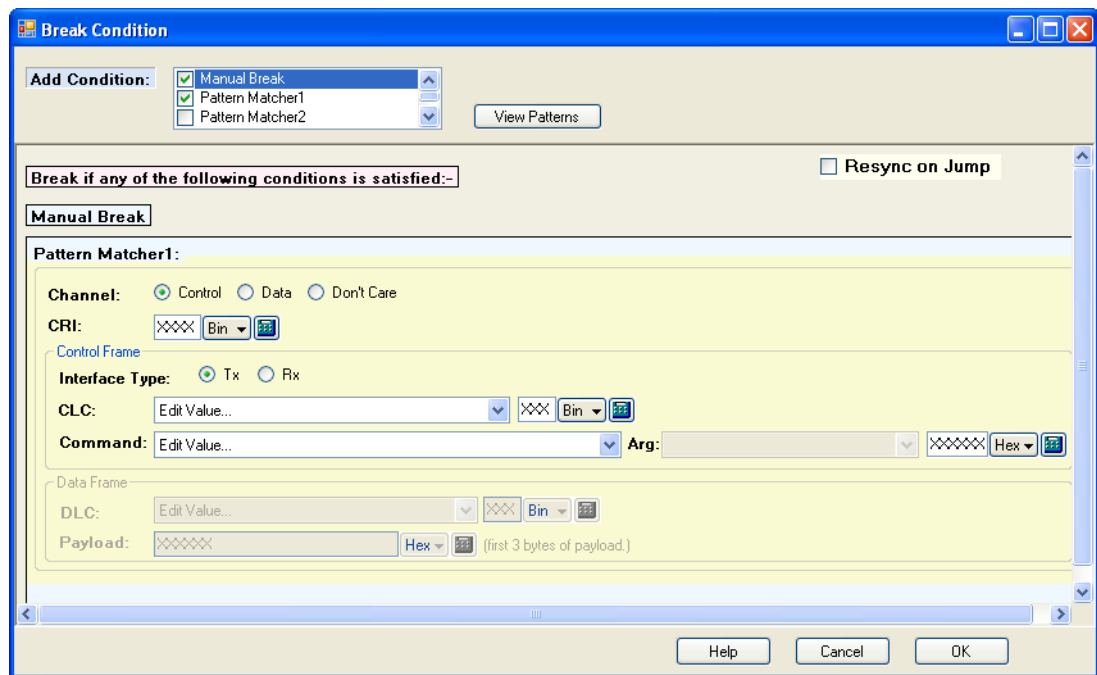 Break Condition
Add Condition:
Manual Break
Pattern Matcher1
Pattern Matcher2
View Patterns
Resync on Jump
Break if any of the following conditions is satisfied:-
Manual Break
Pattern Matcher1:
Channel: Control Data Don't Care
CRI: XXXX Bin
Control Frame
Interface Type: Tx Rx
CLC: Edit Value... XXX Bin
Command: Edit Value... Arg: XXXXXX Hex
Data Frame
DLC: Edit Value... XXX Bin
Payload: XXXXXX Hex (first 3 bytes of payload.)
Help Cancel OK